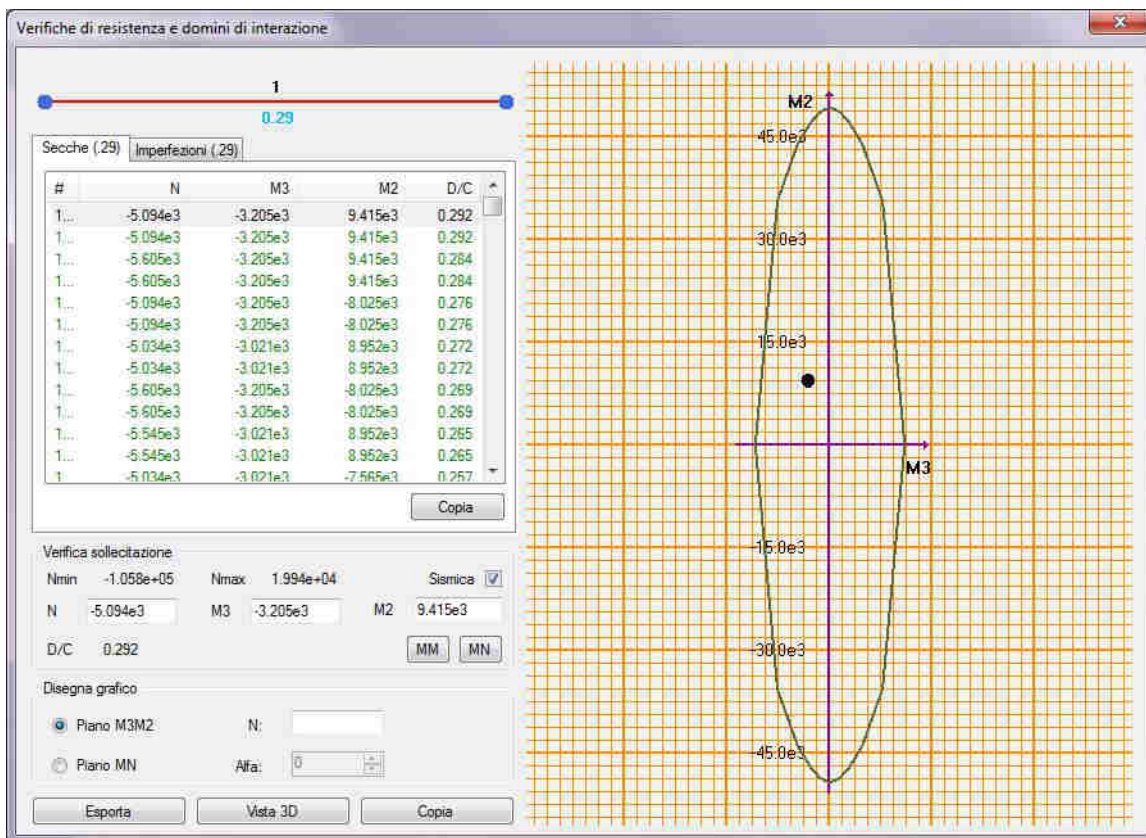 Verifiche di resistenza e domini di interazione
1
0.29
Secche (.29) Imperfezioni (.29)
# N M3 M2 D/C
1... -5.094e3 -3.205e3 9.415e3 0.292
1... -5.094e3 -3.205e3 9.415e3 0.292
1... -5.605e3 -3.205e3 9.415e3 0.284
1... -5.605e3 -3.205e3 9.415e3 0.284
1... -5.094e3 -3.205e3 -8.025e3 0.276
1... -5.094e3 -3.205e3 -8.025e3 0.276
1... -5.034e3 -3.021e3 8.952e3 0.272
1... -5.034e3 -3.021e3 8.952e3 0.272
1... -5.605e3 -3.205e3 -8.025e3 0.269
1... -5.605e3 -3.205e3 -8.025e3 0.269
1... -5.545e3 -3.021e3 8.952e3 0.265
1... -5.545e3 -3.021e3 8.952e3 0.265
1 -5.034e3 -3.021e3 -7.565e3 0.257
Copia
Verifica sollecitazione
Nmin -1.058e+05 Nmax 1.994e+04 Sismica
N -5.094e3 M3 -3.205e3 M2 9.415e3
D/C 0.292 MM MN
Disegna grafico
Piano M3M2 N:
Piano MN Alfa: 0
Esporta Vista 3D Copia
M2
45.0e3
30.0e3
15.0e3
M3
-15.0e3
-30.0e3
-45.0e3